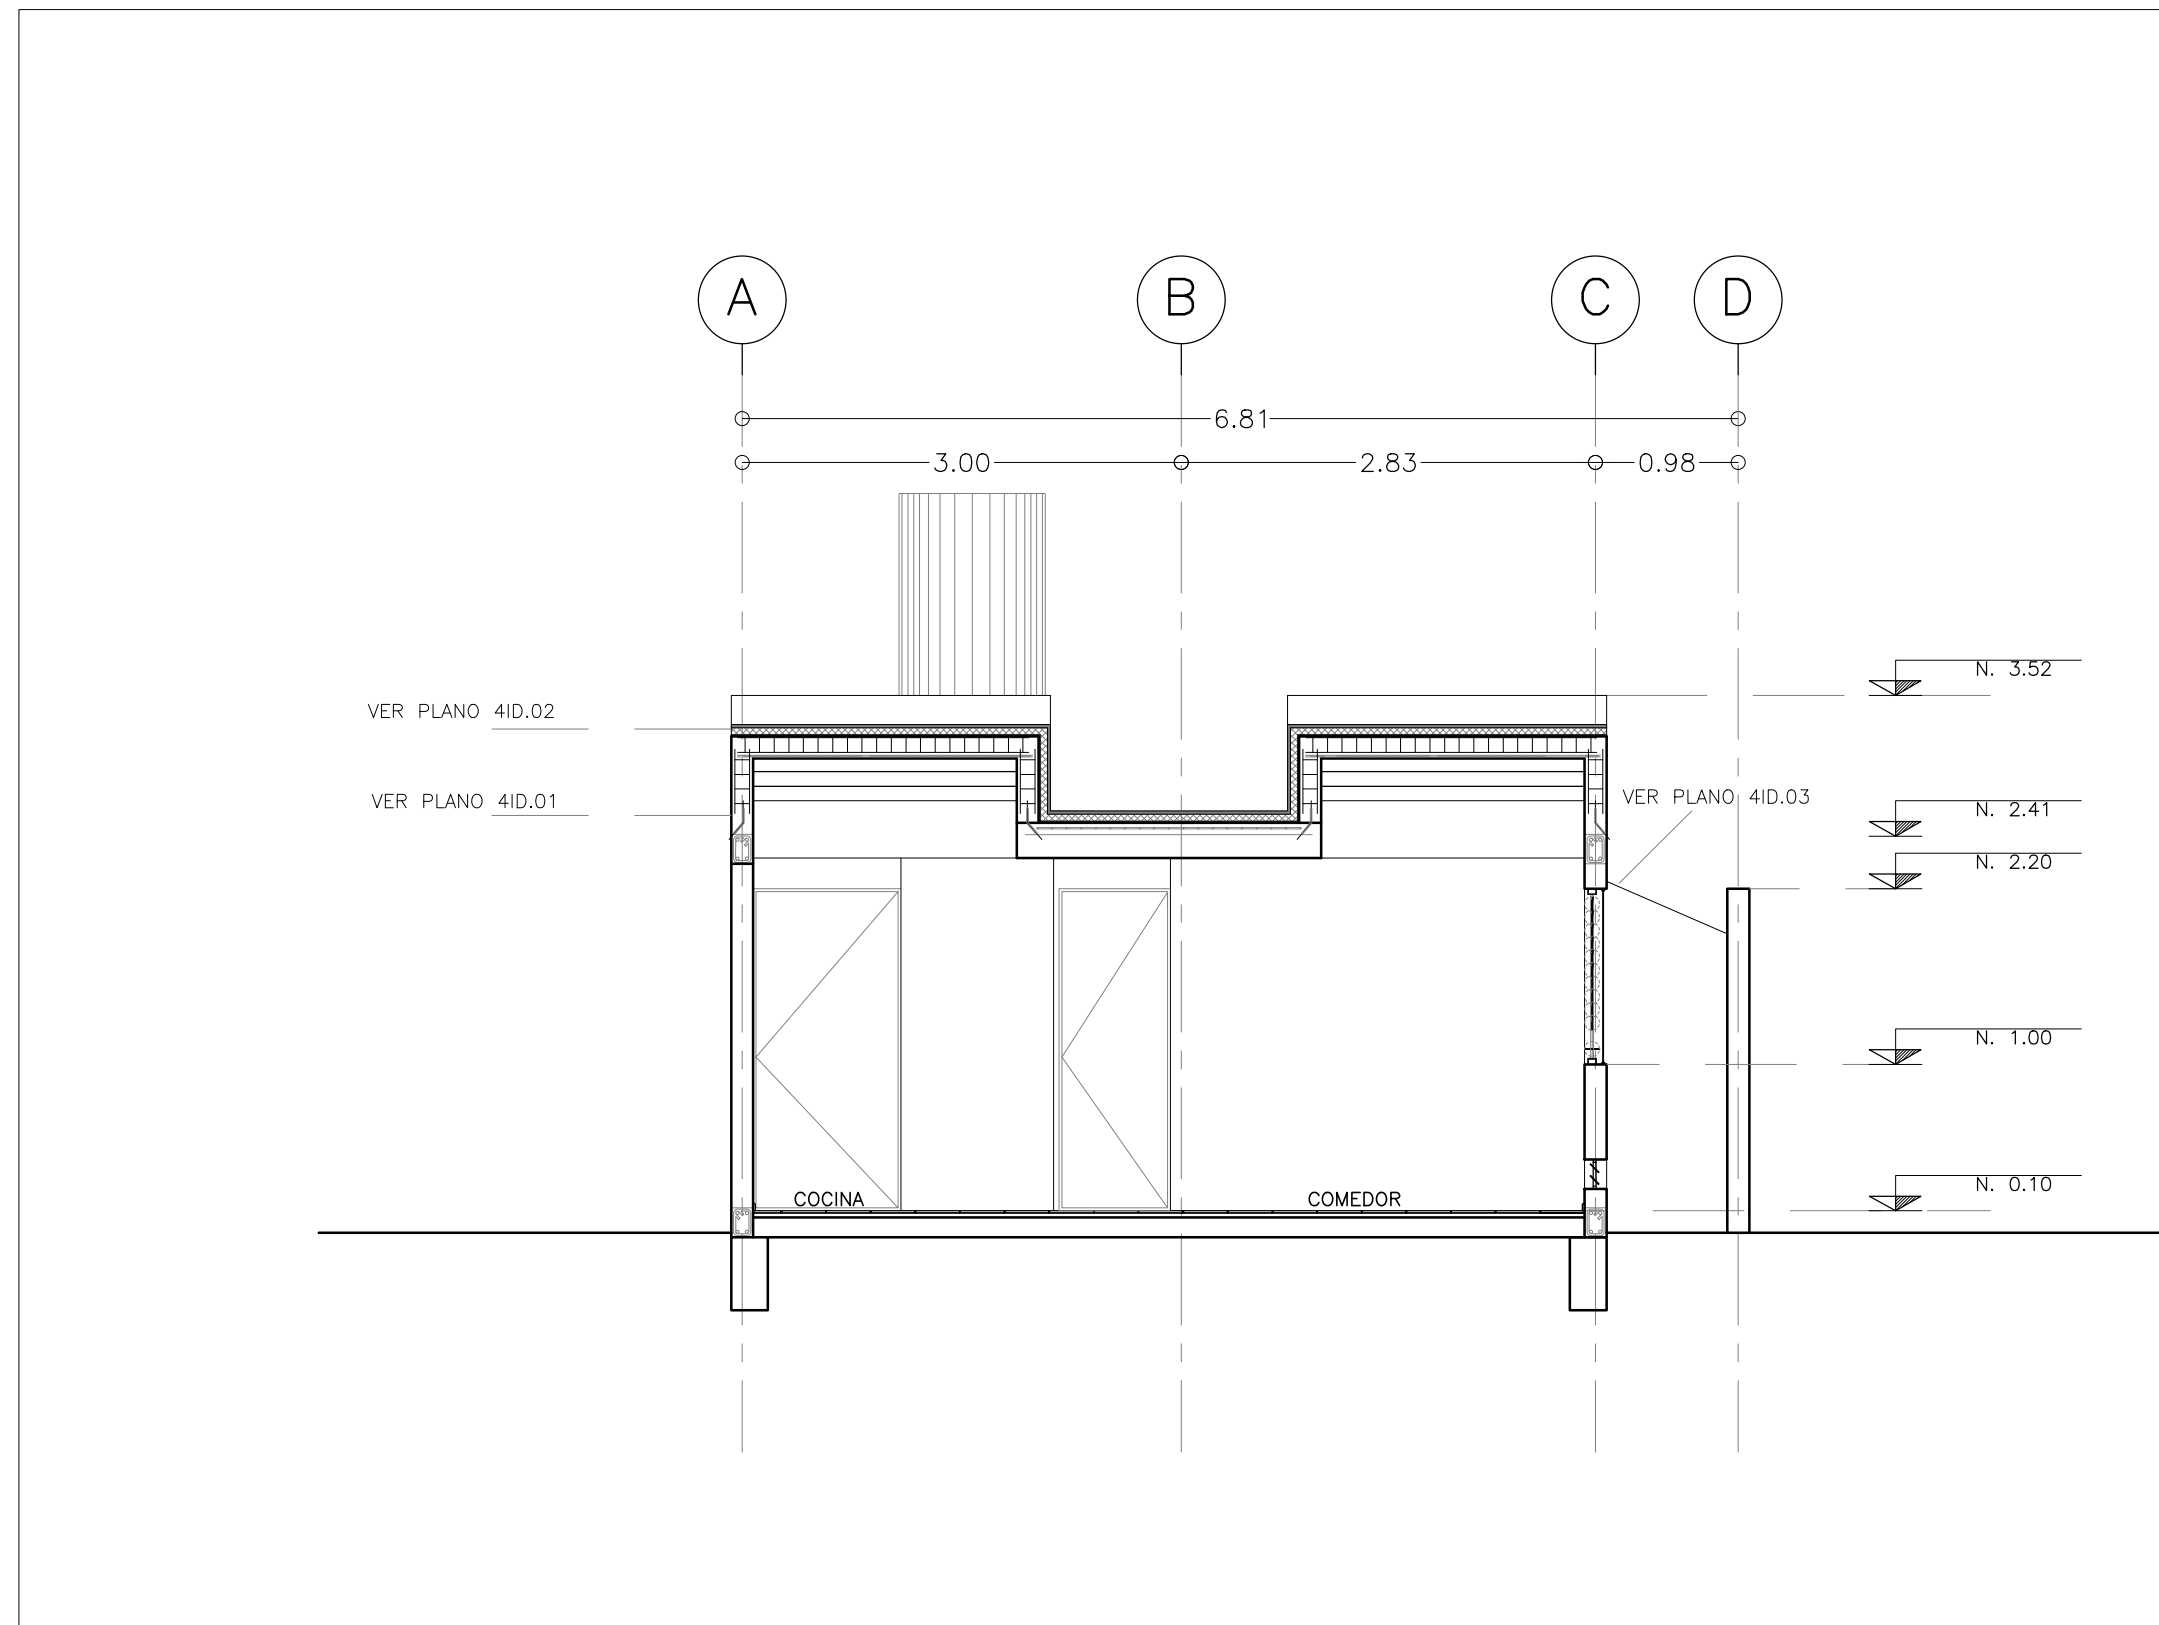 A B C D
6.81
3.00 2.83 0.98
N. 3.52
VER PLANO 4ID.02
VER PLANO 4ID.01
VER PLANO 4ID.03
N. 2.41
N. 2.20
N. 1.00
N. 0.10
COCINA
COMEDOR